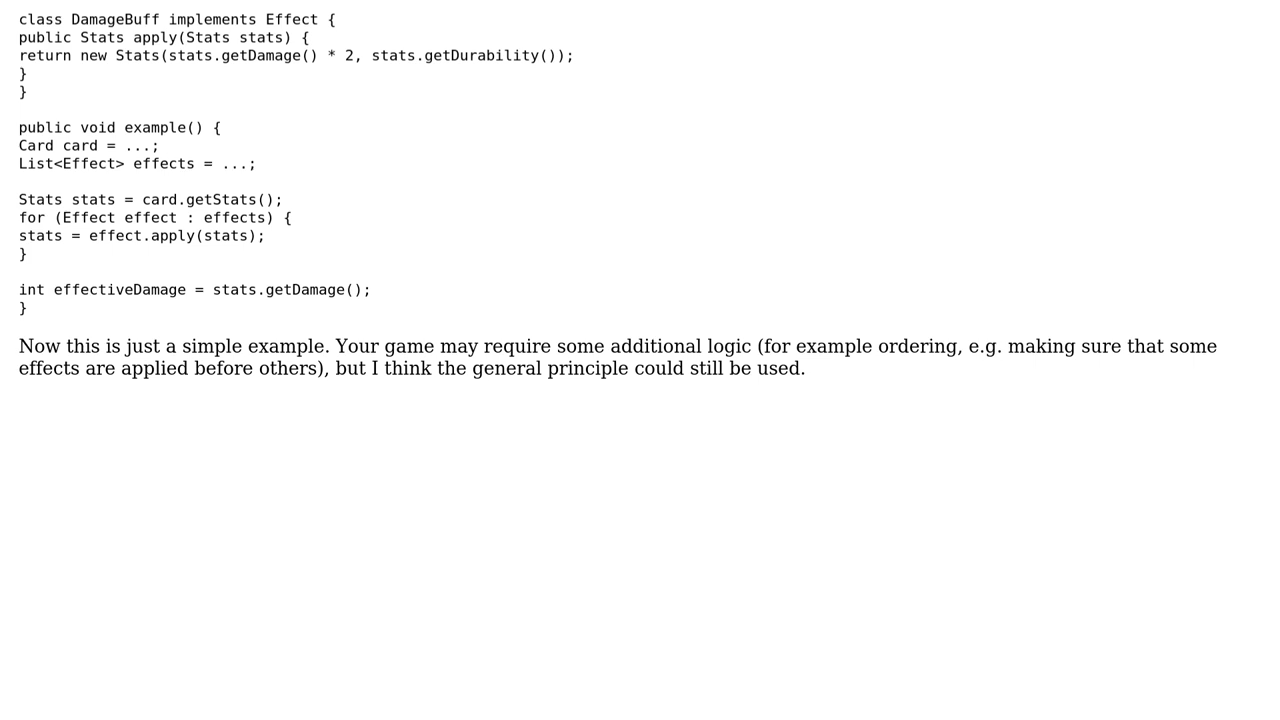 class DamageBuff implements Effect {
public Stats apply(Stats stats) {
return new Stats(stats.getDamage() * 2, stats.getDurability());
}
}

public void example() {
Card card = ...;
List<Effect> effects = ...;

Stats stats = card.getStats();
for (Effect effect : effects) {
stats = effect.apply(stats);
}

int effectiveDamage = stats.getDamage();
}

Now this is just a simple example. Your game may require some additional logic (for example ordering, e.g. making sure that some
effects are applied before others), but I think the general principle could still be used.